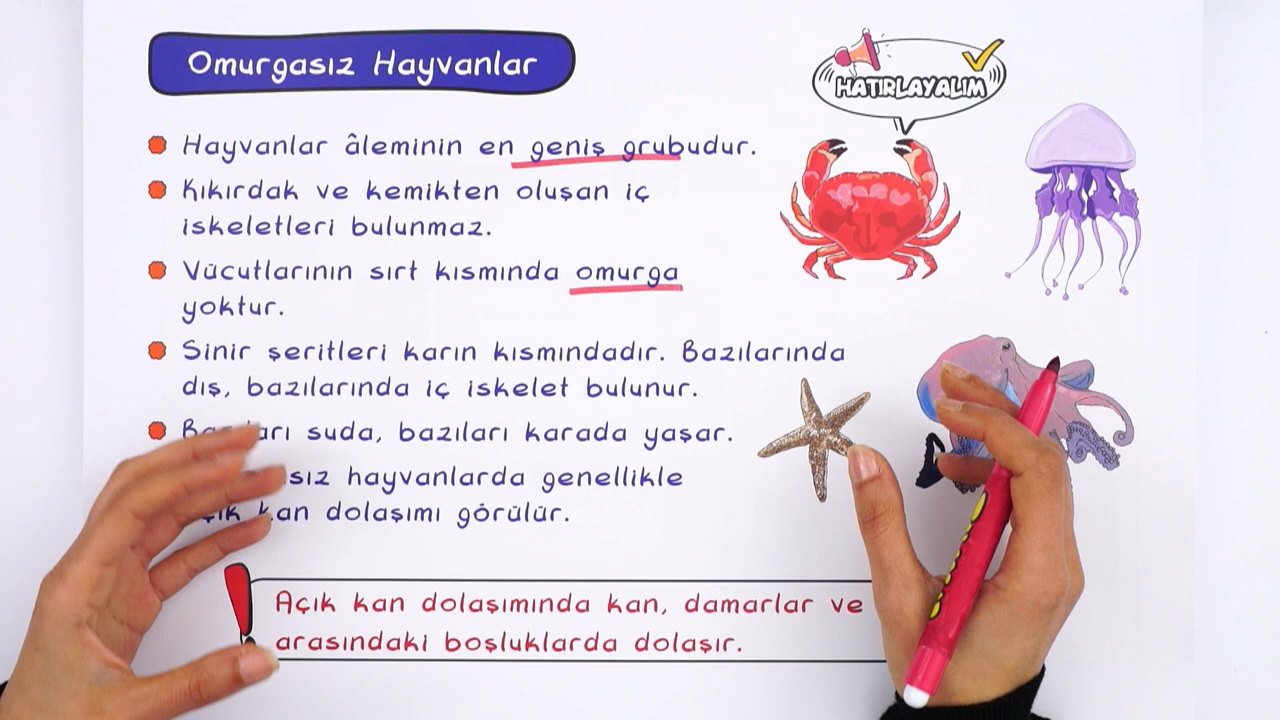 Omurgasız Hayvanlar
HATIRLAYALIM
Hayvanlar âleminin en geniş grubudur.
Kıkırdak ve kemikten oluşan iç
iskeletleri bulunmaz.
Vücutlarının sırt kısmında omurga
yoktur.
Sinir şeritleri karın kısmındadır. Bazılarında
dış, bazılarında iç iskelet bulunur.
suda, bazıları karada yaşar.
hayvanlarda genellikle
kan dolaşımı görülür.
Açık kan dolaşımında kan, damarlar ve
arasındaki boşluklarda dolaşır.